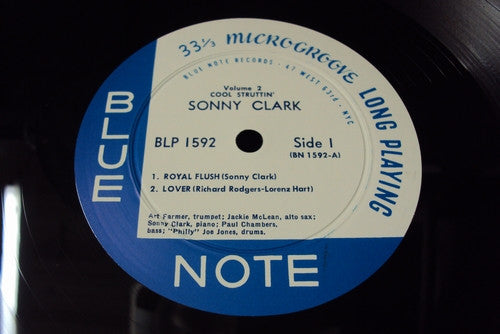 33⅓ MICROGROOVE LONG PLAYING
BLUE NOTE RECORDS • 47 WEST 63rd • NYC
Volume 2
COOL STRUTTIN'
SONNY CLARK
BLP 1592
Side 1
(BN 1592-A)
1. ROYAL FLUSH (Sonny Clark)
2. LOVER (Richard Rodgers-Lorenz Hart)
Art Farmer, trumpet; Jackie McLean, alto sax;
Sonny Clark, piano; Paul Chambers,
bass; "Philly" Joe Jones, drums.
BLUE
NOTE